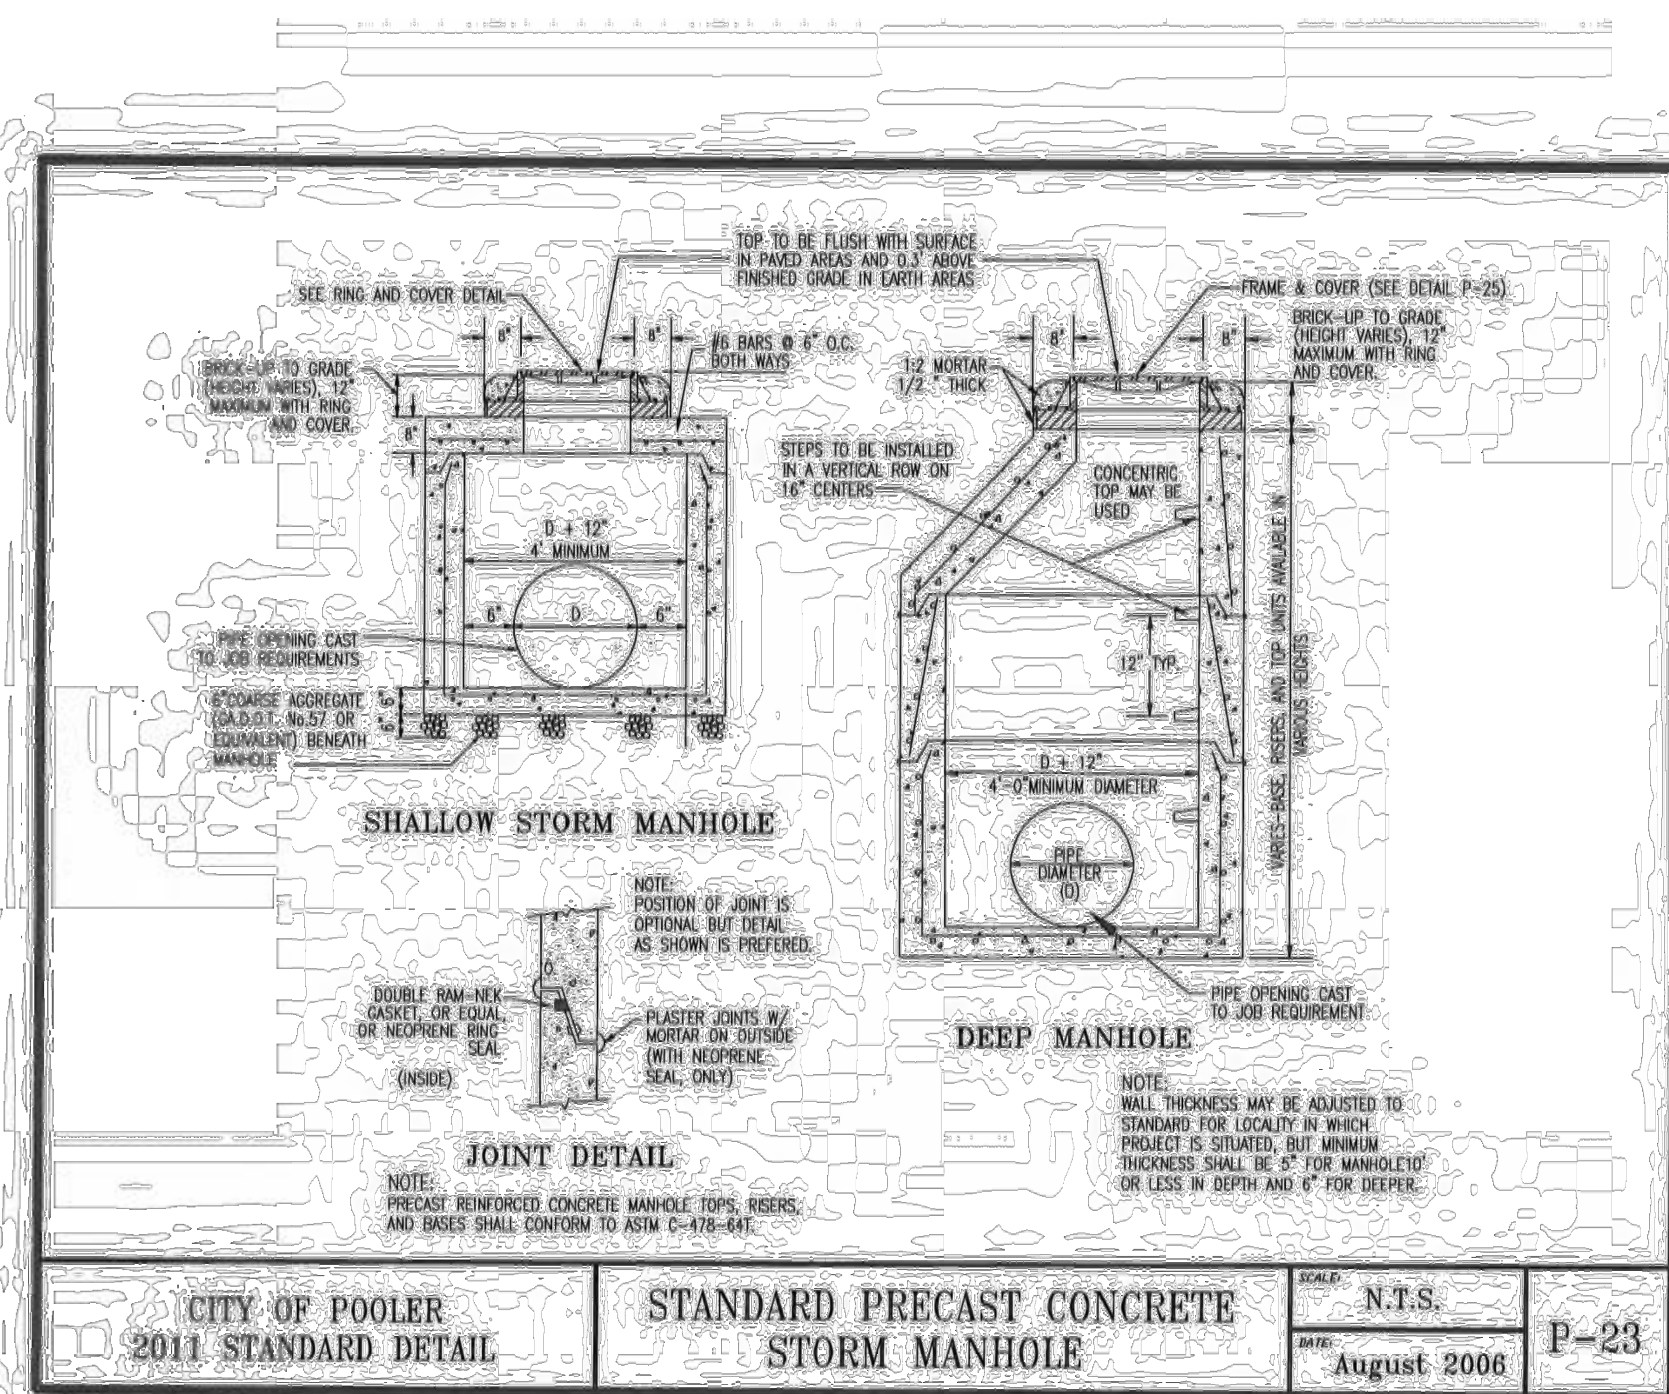 TOP TO BE FLUSH WITH SURFACE
IN PAVED AREAS AND 0.3' ABOVE
FINISHED GRADE IN EARTH AREAS
SEE RING AND COVER DETAIL
8"
8"
#6 BARS @ 6" O.C.
BOTH WAYS
BRICK-UP TO GRADE
(HEIGHT VARIES), 12"
MAXIMUM WITH RING
AND COVER.
8"
D + 12"
4' MINIMUM
6"
D
6"
PIPE OPENING CAST
TO JOB REQUIREMENTS
6" COARSE AGGREGATE
(GA.D.O.T. No.57 OR
EQUIVALENT) BENEATH
MANHOLE
6"
6"
SHALLOW STORM MANHOLE
FRAME & COVER (SEE DETAIL P-25)
BRICK-UP TO GRADE
(HEIGHT VARIES), 12"
MAXIMUM WITH RING
AND COVER.
8"
8"
1:2 MORTAR
1/2 " THICK
STEPS TO BE INSTALLED
IN A VERTICAL ROW ON
16" CENTERS
CONCENTRIC
TOP MAY BE
USED
12" TYP.
VARIES-BASE, RISERS, AND TOP UNITS AVAILABLE IN
VARIOUS HEIGHTS
D + 12"
4'-0"MINIMUM DIAMETER
PIPE
DIAMETER
(D)
PIPE OPENING CAST
TO JOB REQUIREMENT
DEEP MANHOLE
NOTE:
POSITION OF JOINT IS
OPTIONAL BUT DETAIL
AS SHOWN IS PREFERED.
DOUBLE RAM-NEK
GASKET, OR EQUAL,
OR NEOPRENE RING
SEAL
(INSIDE)
PLASTER JOINTS W/
MORTAR ON OUTSIDE
(WITH NEOPRENE
SEAL, ONLY)
JOINT DETAIL
NOTE:
PRECAST REINFORCED CONCRETE MANHOLE TOPS, RISERS,
AND BASES SHALL CONFORM TO ASTM C-478-64T.
NOTE:
WALL THICKNESS MAY BE ADJUSTED TO
STANDARD FOR LOCALITY IN WHICH
PROJECT IS SITUATED, BUT MINIMUM
THICKNESS SHALL BE 5" FOR MANHOLE10'
OR LESS IN DEPTH AND 6" FOR DEEPER.
CITY OF POOLER
2011 STANDARD DETAIL
STANDARD PRECAST CONCRETE
STORM MANHOLE
SCALE:
N.T.S.
DATE:
August 2006
P-23